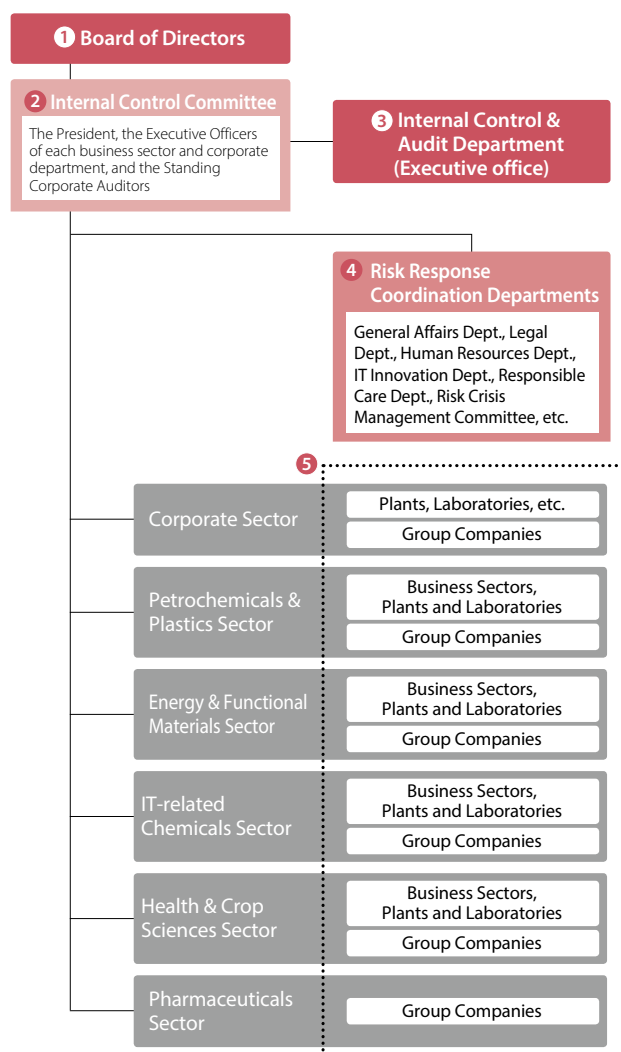 1 Board of Directors
2 Internal Control Committee
The President, the Executive Officers
of each business sector and corporate
department, and the Standing
Corporate Auditors
3 Internal Control &
Audit Department
(Executive office)
4 Risk Response
Coordination Departments
General Affairs Dept., Legal
Dept., Human Resources Dept.,
IT Innovation Dept., Responsible
Care Dept., Risk Crisis
Management Committee, etc.
5
Corporate Sector
Plants, Laboratories, etc.
Group Companies
Petrochemicals &
Plastics Sector
Business Sectors,
Plants and Laboratories
Group Companies
Energy & Functional
Materials Sector
Business Sectors,
Plants and Laboratories
Group Companies
IT-related
Chemicals Sector
Business Sectors,
Plants and Laboratories
Group Companies
Health & Crop
Sciences Sector
Business Sectors,
Plants and Laboratories
Group Companies
Pharmaceuticals
Sector
Group Companies